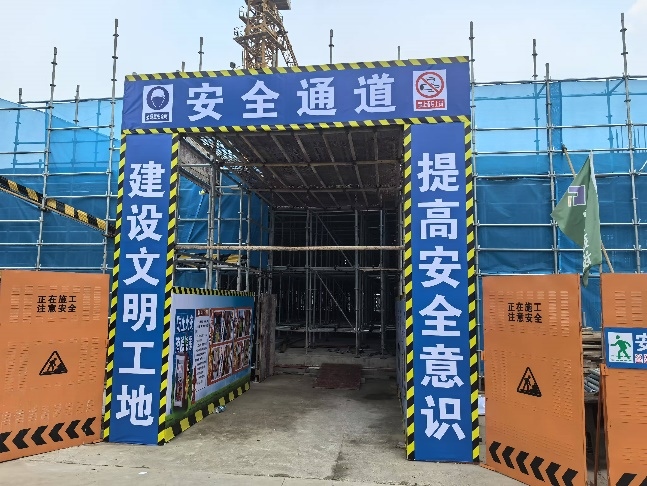 安全通道
建设文明工地
提高安全意识
正在施工
注意安全
正在施工
注意安全
安